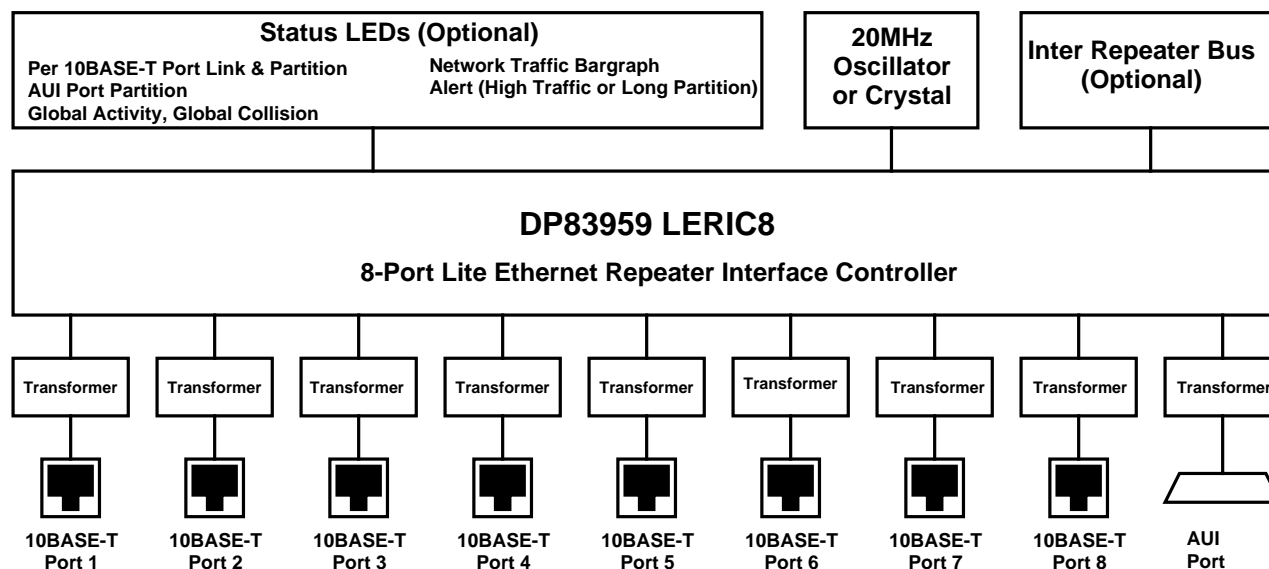 Status LEDs (Optional)
Per 10BASE-T Port Link & Partition
AUI Port Partition
Global Activity, Global Collision
Network Traffic Bargraph
Alert (High Traffic or Long Partition)
20MHz
Oscillator
or Crystal
Inter Repeater Bus
(Optional)
DP83959 LERIC8
8-Port Lite Ethernet Repeater Interface Controller
Transformer
Transformer
Transformer
Transformer
Transformer
Transformer
Transformer
Transformer
Transformer
10BASE-T
Port 1
10BASE-T
Port 2
10BASE-T
Port 3
10BASE-T
Port 4
10BASE-T
Port 5
10BASE-T
Port 6
10BASE-T
Port 7
10BASE-T
Port 8
AUI
Port